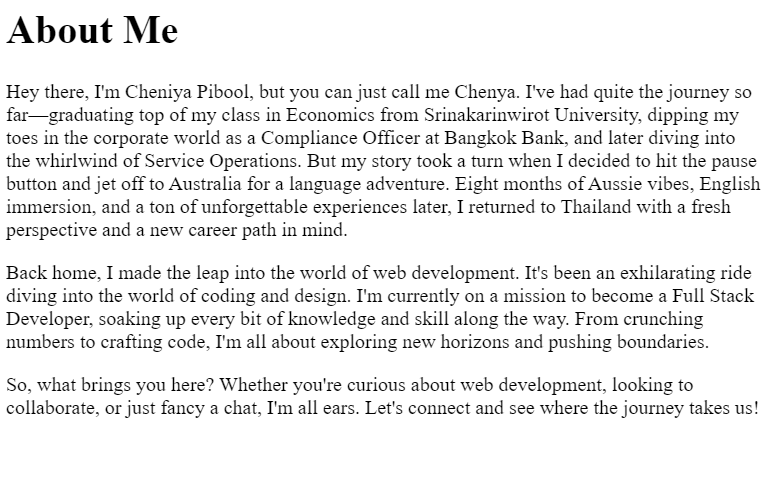 About Me
Hey there, I'm Cheniya Pibool, but you can just call me Chenya. I've had quite the journey so
far—graduating top of my class in Economics from Srinakarinwirot University, dipping my
toes in the corporate world as a Compliance Officer at Bangkok Bank, and later diving into
the whirlwind of Service Operations. But my story took a turn when I decided to hit the pause
button and jet off to Australia for a language adventure. Eight months of Aussie vibes, English
immersion, and a ton of unforgettable experiences later, I returned to Thailand with a fresh
perspective and a new career path in mind.
Back home, I made the leap into the world of web development. It's been an exhilarating ride
diving into the world of coding and design. I'm currently on a mission to become a Full Stack
Developer, soaking up every bit of knowledge and skill along the way. From crunching
numbers to crafting code, I'm all about exploring new horizons and pushing boundaries.
So, what brings you here? Whether you're curious about web development, looking to
collaborate, or just fancy a chat, I'm all ears. Let's connect and see where the journey takes us!